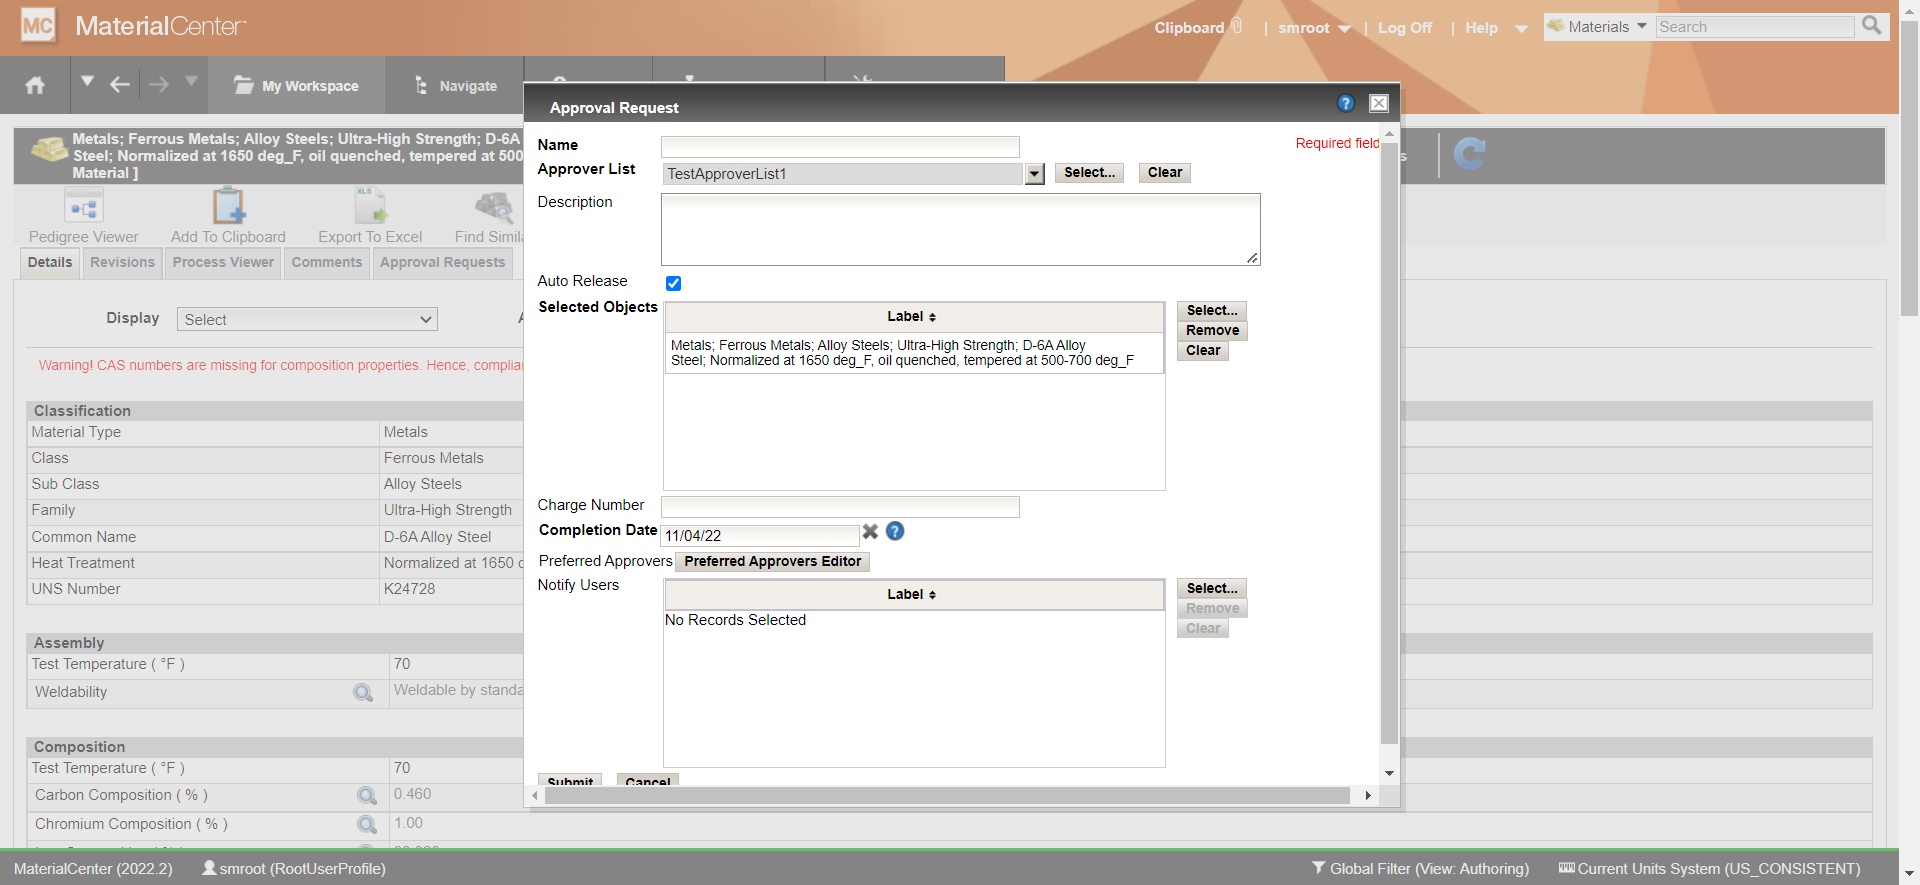 MC MaterialCenter
Clipboard | smroot | Log Off | Help
Materials Search
My Workspace Navigate
Approval Request
Metals; Ferrous Metals; Alloy Steels; Ultra-High Strength; D-6A
Steel; Normalized at 1650 deg_F, oil quenched, tempered at 500
Material ]
Pedigree Viewer Add To Clipboard XLS Export To Excel Find Simila
Details Revisions Process Viewer Comments Approval Requests
Display Select
Warning! CAS numbers are missing for composition properties. Hence, complia
Classification
Material Type Metals
Class Ferrous Metals
Sub Class Alloy Steels
Family Ultra-High Strength
Common Name D-6A Alloy Steel
Heat Treatment Normalized at 1650 d
UNS Number K24728
Assembly
Test Temperature ( °F ) 70
Weldability Weldable by standa
Composition
Test Temperature ( °F ) 70
Carbon Composition ( % ) 0.460
Chromium Composition ( % ) 1.00
Name Required field
Approver List TestApproverList1 Select... Clear
Description
Auto Release
Selected Objects Label Select...
Remove
Clear
Metals; Ferrous Metals; Alloy Steels; Ultra-High Strength; D-6A Alloy
Steel; Normalized at 1650 deg_F, oil quenched, tempered at 500-700 deg_F
Charge Number
Completion Date 11/04/22
Preferred Approvers Preferred Approvers Editor
Notify Users Label Select...
Remove
Clear
No Records Selected
Submit Cancel
MaterialCenter (2022.2) smroot (RootUserProfile) Global Filter (View: Authoring) Current Units System (US_CONSISTENT)